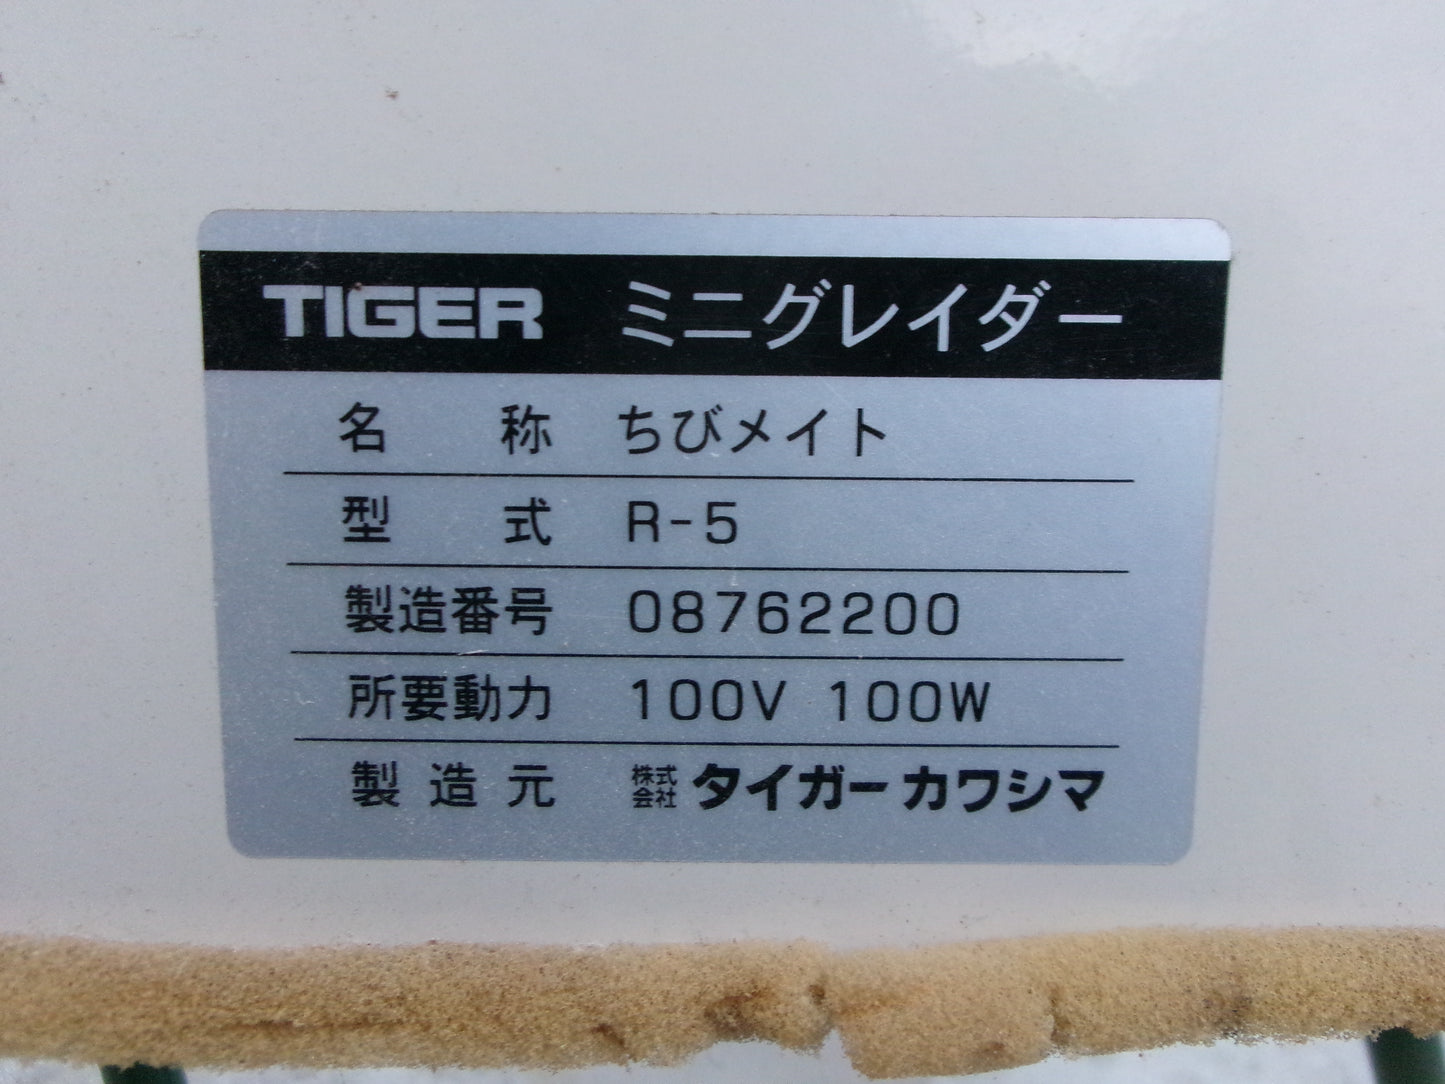 TIGER ミニグレイダー
名称 ちびメイト
型式 R-5
製造番号 08762200
所要動力 100V 100W
製造元 株式会社 タイガーカワシマ